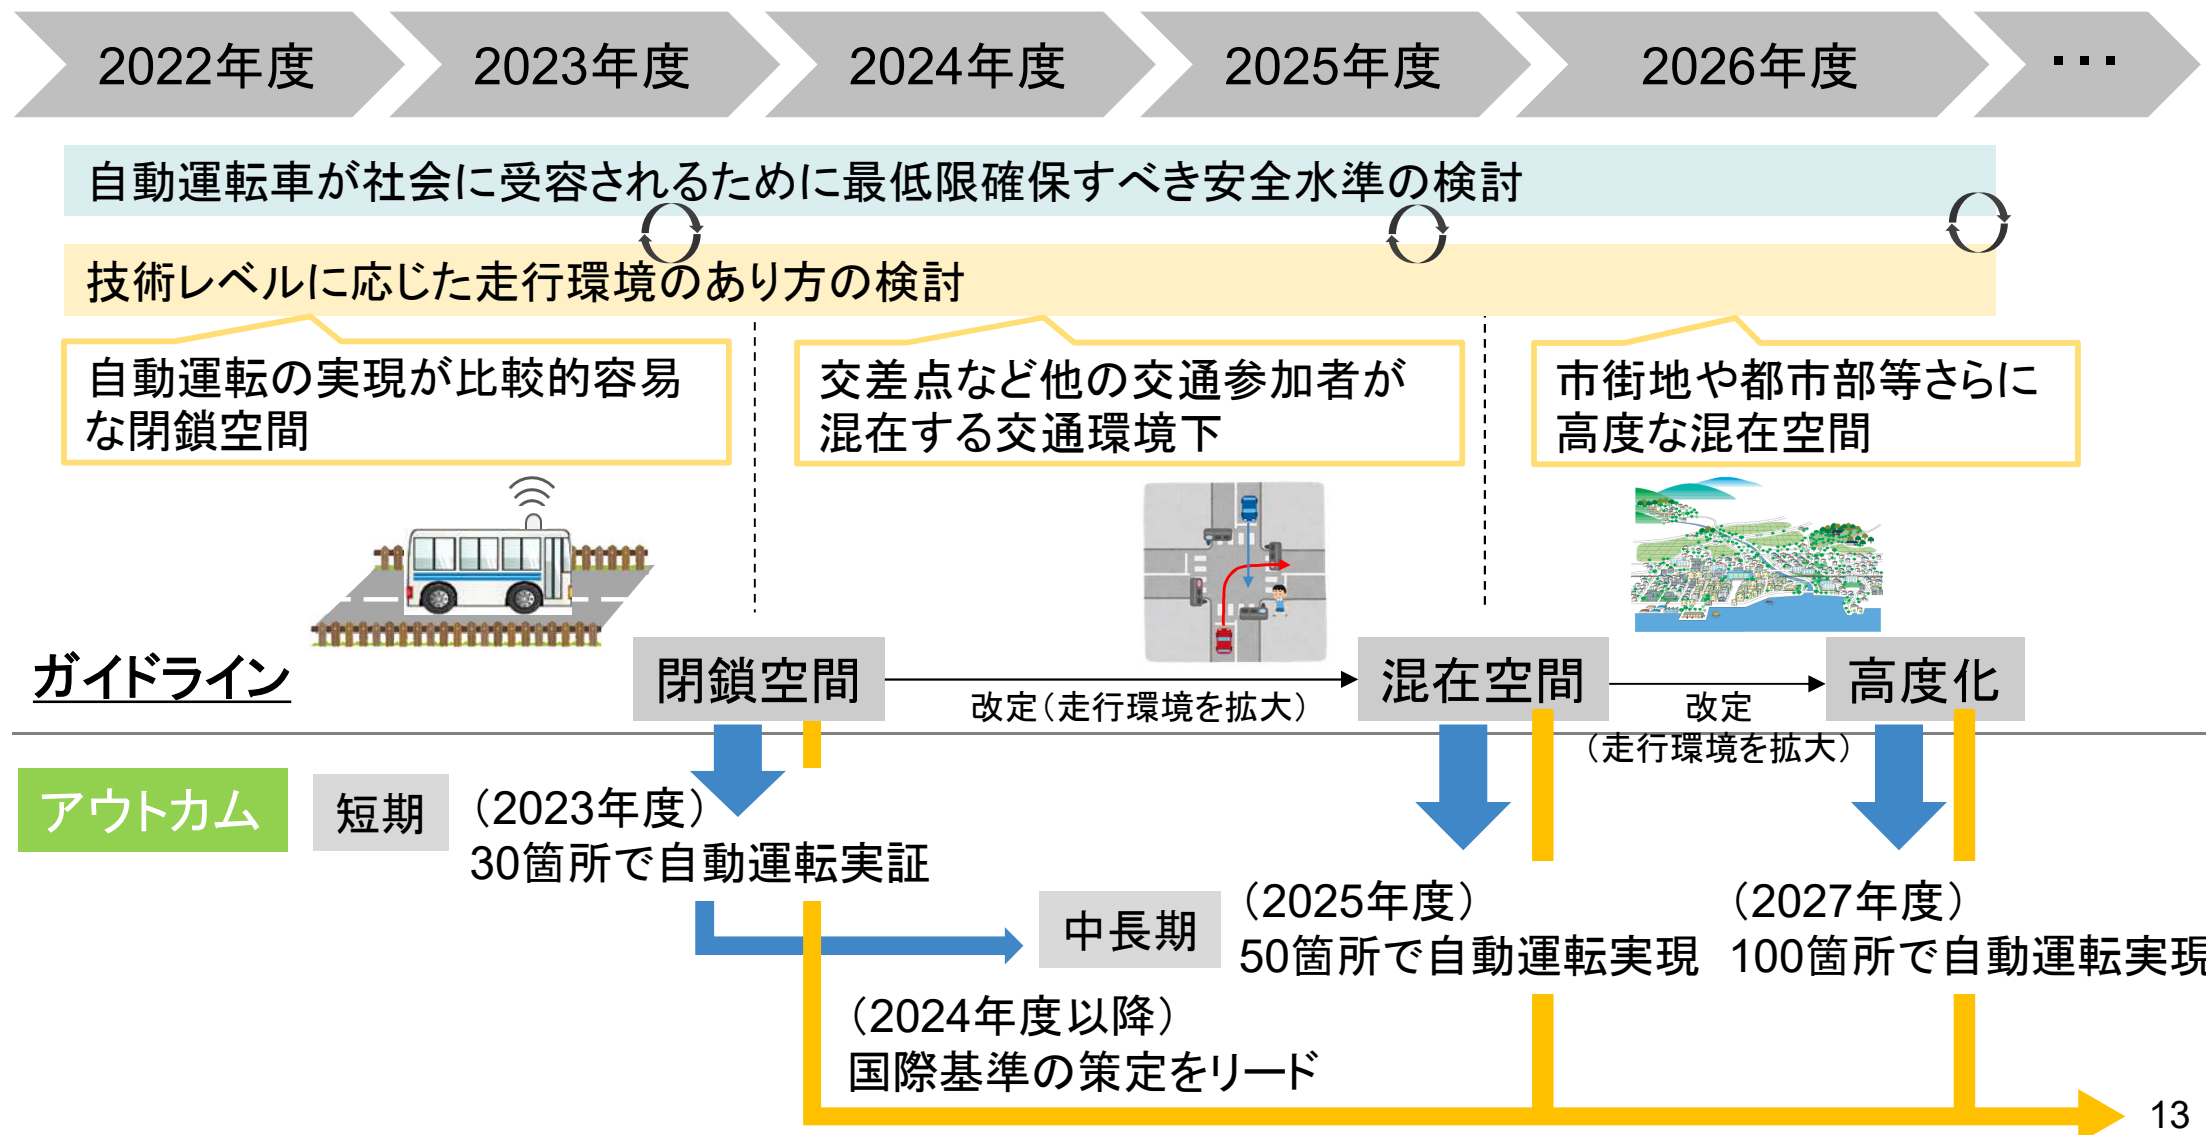 2022年度
2023年度
2024年度
2025年度
2026年度
･･･
自動運転車が社会に受容されるために最低限確保すべき安全水準の検討
技術レベルに応じた走行環境のあり方の検討
自動運転の実現が比較的容易
な閉鎖空間
交差点など他の交通参加者が
混在する交通環境下
市街地や都市部等さらに
高度な混在空間
ガイドライン
閉鎖空間
改定（走行環境を拡大）
混在空間
改定
（走行環境を拡大）
高度化
アウトカム
短期
（2023年度）
30箇所で自動運転実証
中長期
（2025年度）
50箇所で自動運転実現
（2027年度）
100箇所で自動運転実現
（2024年度以降）
国際基準の策定をリード
13